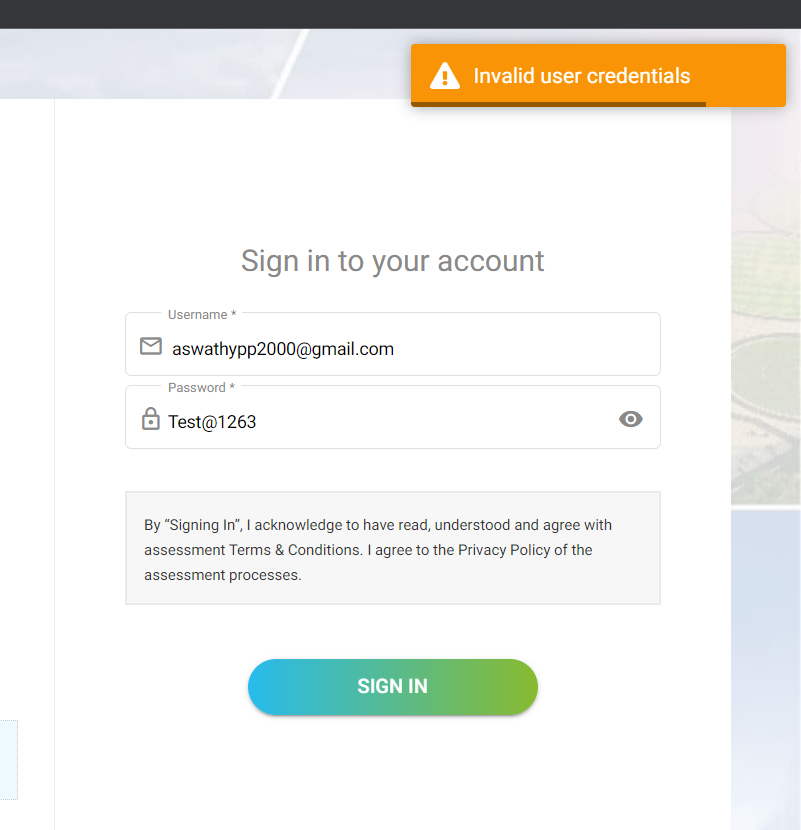 Invalid user credentials
Sign in to your account
Username *
aswathypp2000@gmail.com
Password *
Test@1263
By “Signing In”, I acknowledge to have read, understood and agree with
assessment Terms & Conditions. I agree to the Privacy Policy of the
assessment processes.
SIGN IN